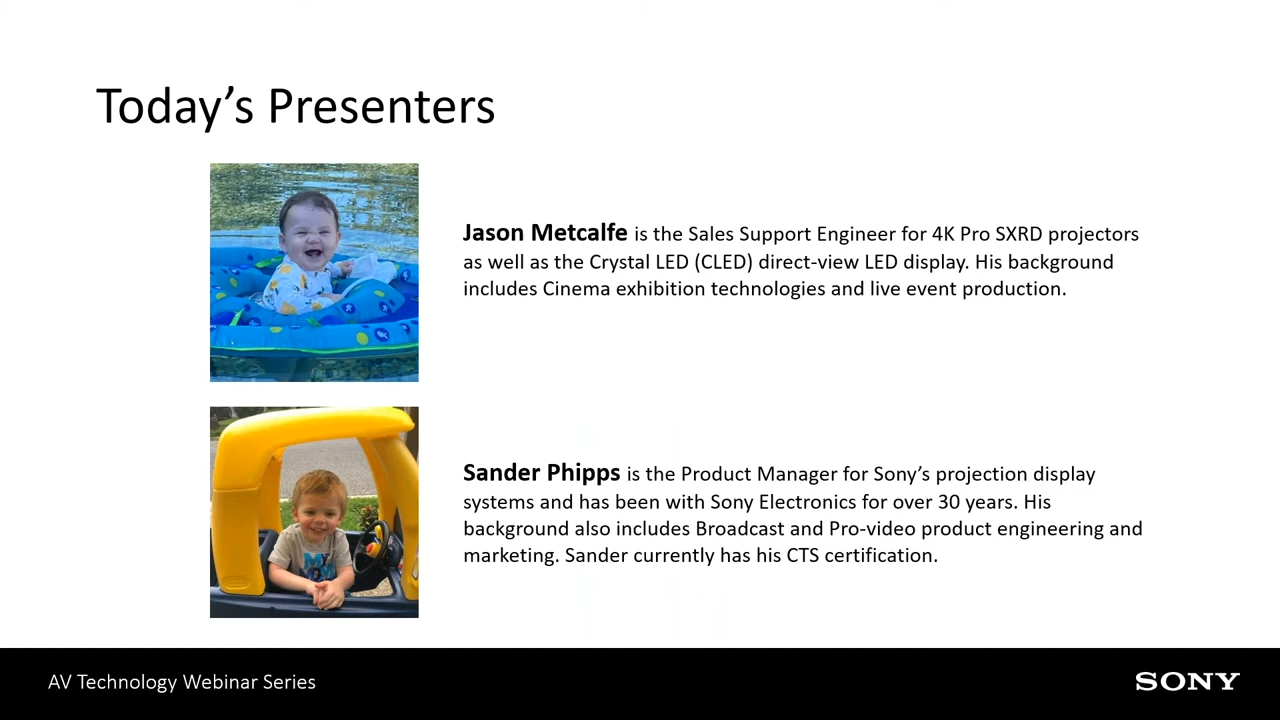 Today’s Presenters
Jason Metcalfe is the Sales Support Engineer for 4K Pro SXRD projectors
as well as the Crystal LED (CLED) direct-view LED display. His background
includes Cinema exhibition technologies and live event production.
Sander Phipps is the Product Manager for Sony’s projection display
systems and has been with Sony Electronics for over 30 years. His
background also includes Broadcast and Pro-video product engineering and
marketing. Sander currently has his CTS certification.
AV Technology Webinar Series
SONY